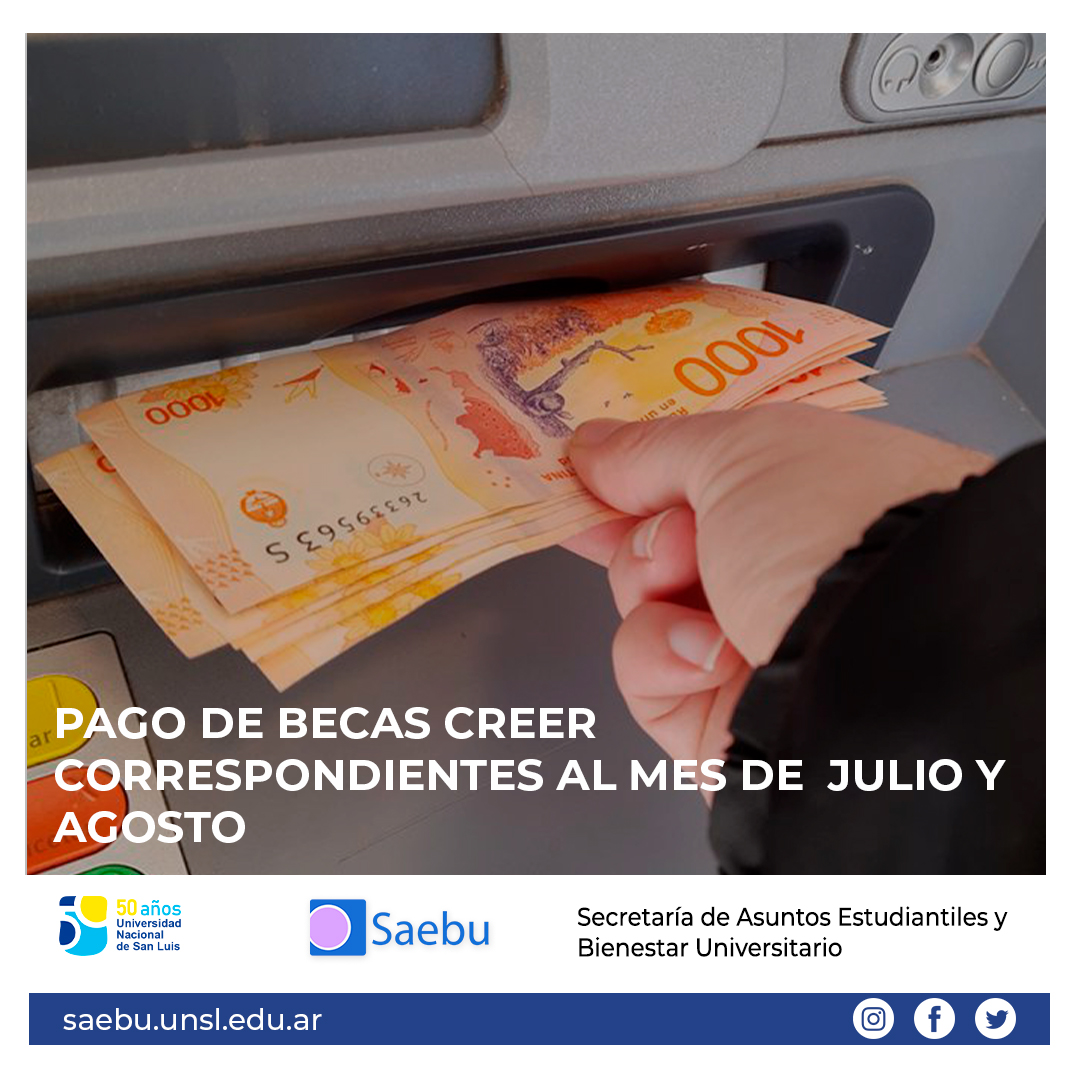 1000
1000
26339563 S
ar
PAGO DE BECAS CREER
CORRESPONDIENTES AL MES DE JULIO Y
AGOSTO
50 años
Universidad
Nacional
de San Luis
Saebu
Secretaría de Asuntos Estudiantiles y
Bienestar Universitario
saebu.unsl.edu.ar